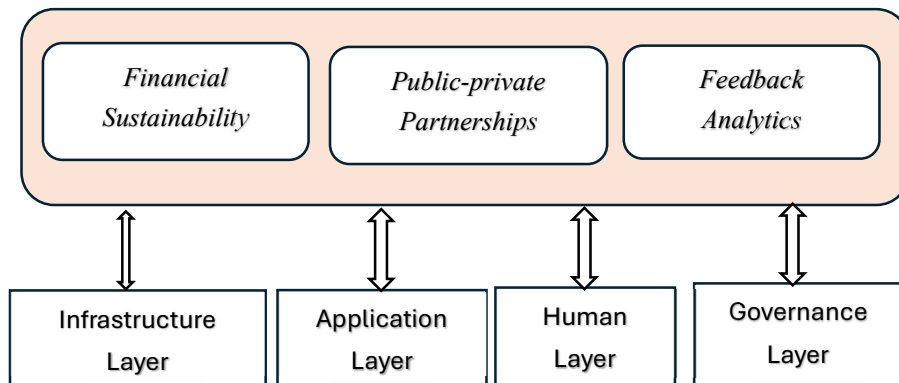 Financial
Sustainability
Public-private
Partnerships
Feedback
Analytics
Infrastructure
Layer
Application
Layer
Human
Layer
Governance
Layer